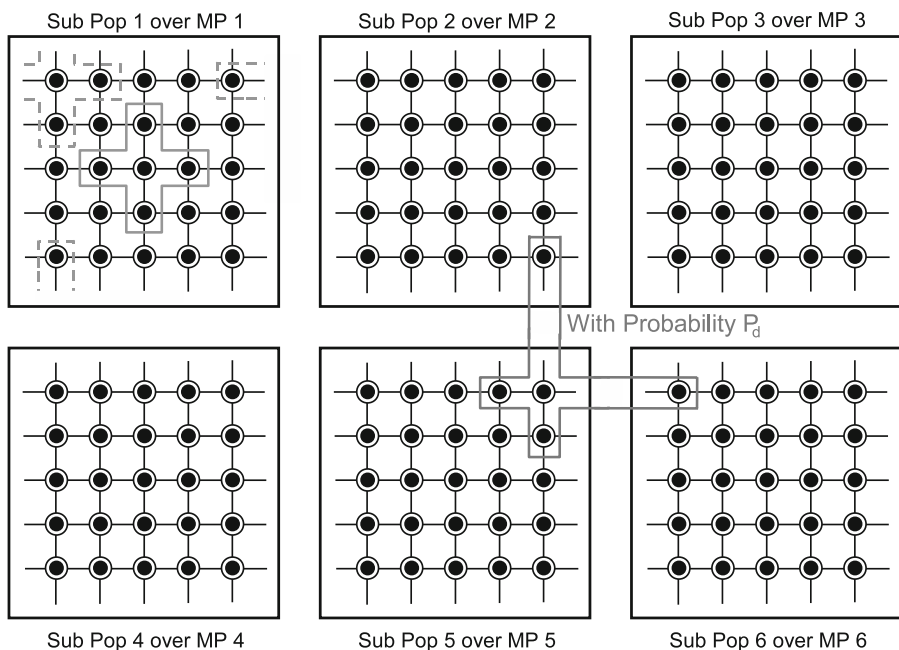 Sub Pop 1 over MP 1
Sub Pop 2 over MP 2
Sub Pop 3 over MP 3
With Probability Pd
Sub Pop 4 over MP 4
Sub Pop 5 over MP 5
Sub Pop 6 over MP 6